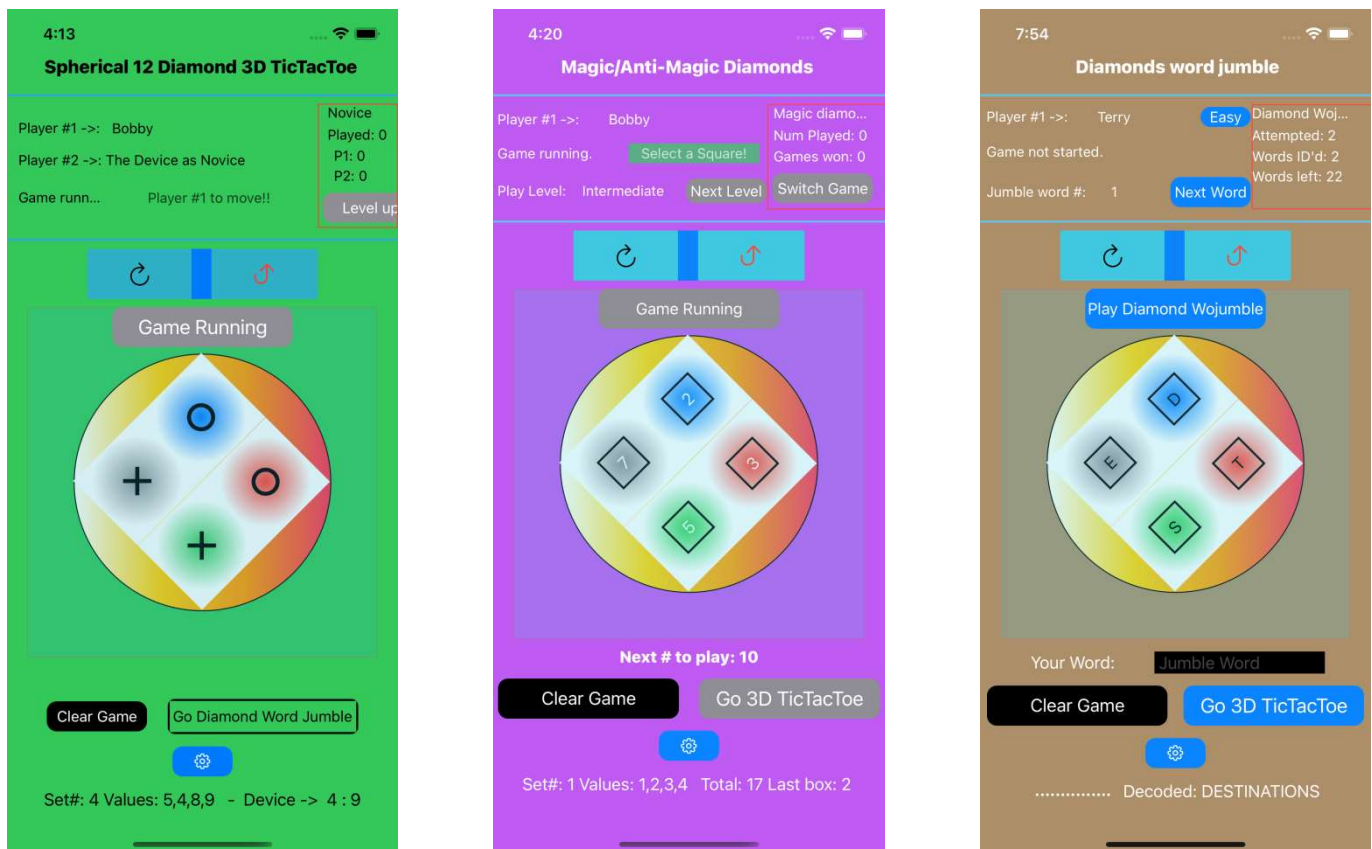 4:13
Spherical 12 Diamond 3D TicTacToe
Player #1 ->: Bobby
Player #2 ->: The Device as Novice
Game runn... Player #1 to move!!
Novice
Played: 0
P1: 0
P2: 0
Level up
Game Running
Clear Game Go Diamond Word Jumble
Set#: 4 Values: 5,4,8,9 - Device -> 4 : 9
4:20
Magic/Anti-Magic Diamonds
Player #1 ->: Bobby
Game running. Select a Square!
Play Level: Intermediate Next Level
Magic diamo...
Num Played: 0
Games won: 0
Switch Game
Game Running
2
7 3
5
Next # to play: 10
Clear Game Go 3D TicTacToe
Set#: 1 Values: 1,2,3,4 Total: 17 Last box: 2
7:54
Diamonds word jumble
Player #1 ->: Terry Easy
Game not started.
Jumble word #: 1 Next Word
Diamond Woj...
Attempted: 2
Words ID'd: 2
Words left: 22
Play Diamond Wojumble
D
E T
S
Your Word: Jumble Word
Clear Game Go 3D TicTacToe
............... Decoded: DESTINATIONS